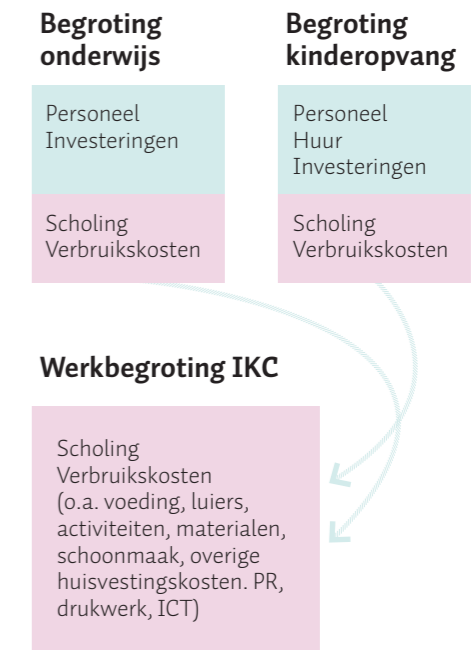 Begroting
onderwijs
Personeel
Investeringen
Scholing
Verbruikskosten
Begroting
kinderopvang
Personeel
Huur
Investeringen
Scholing
Verbruikskosten
Werkbegroting IKC
Scholing
Verbruikskosten
(o.a. voeding, luiers,
activiteiten, materialen,
schoonmaak, overige
huisvestingskosten. PR,
drukwerk, ICT)